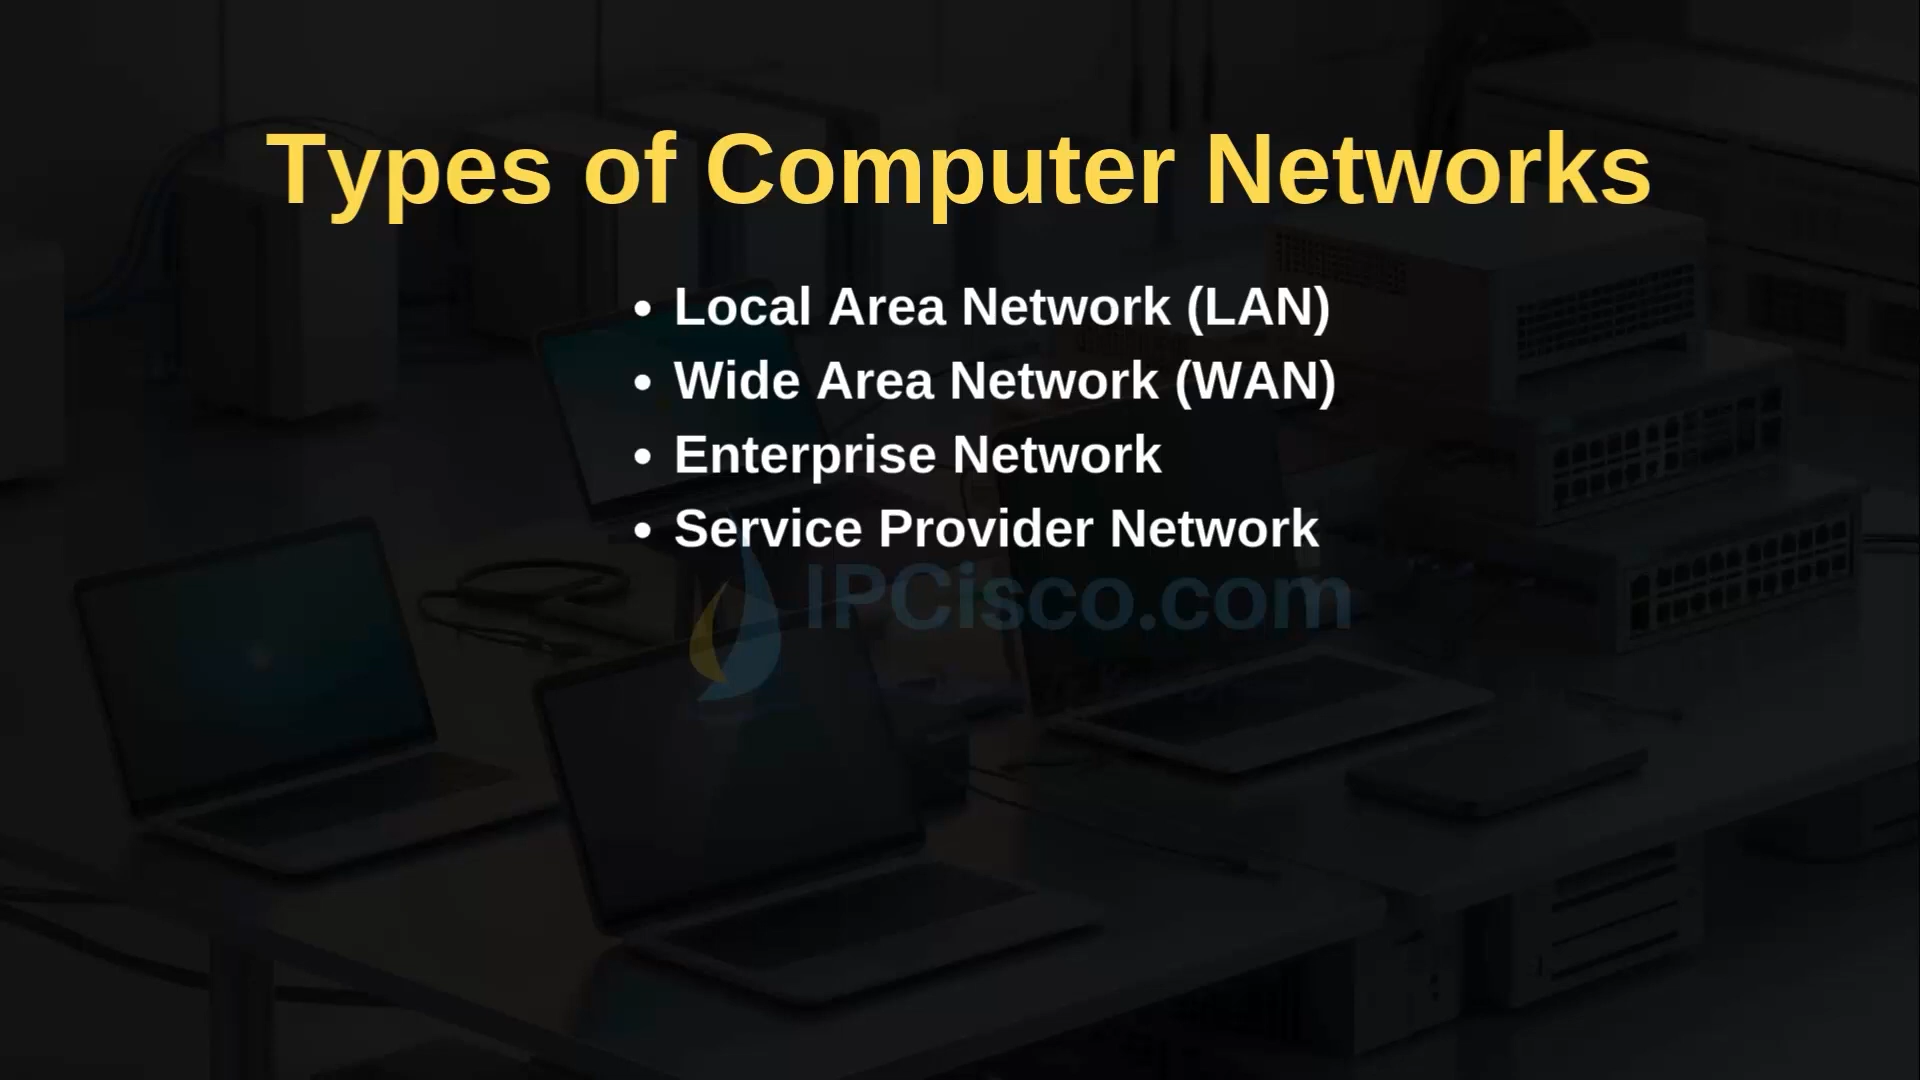 Types of Computer Networks
• Local Area Network (LAN)
• Wide Area Network (WAN)
• Enterprise Network
• Service Provider Network
IPCisco.com